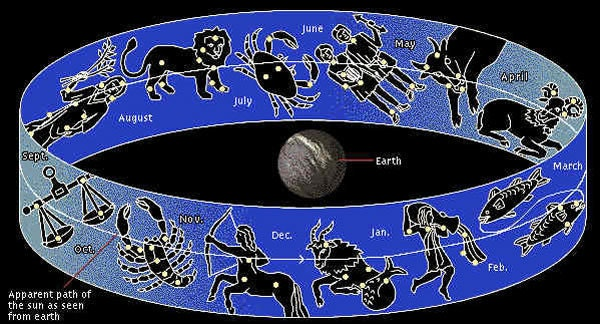 June
May
April
July
August
Earth
Sept.
March
Nov.
Oct.
Dec.
Jan.
Feb.
Apparent path of
the sun as seen
from earth